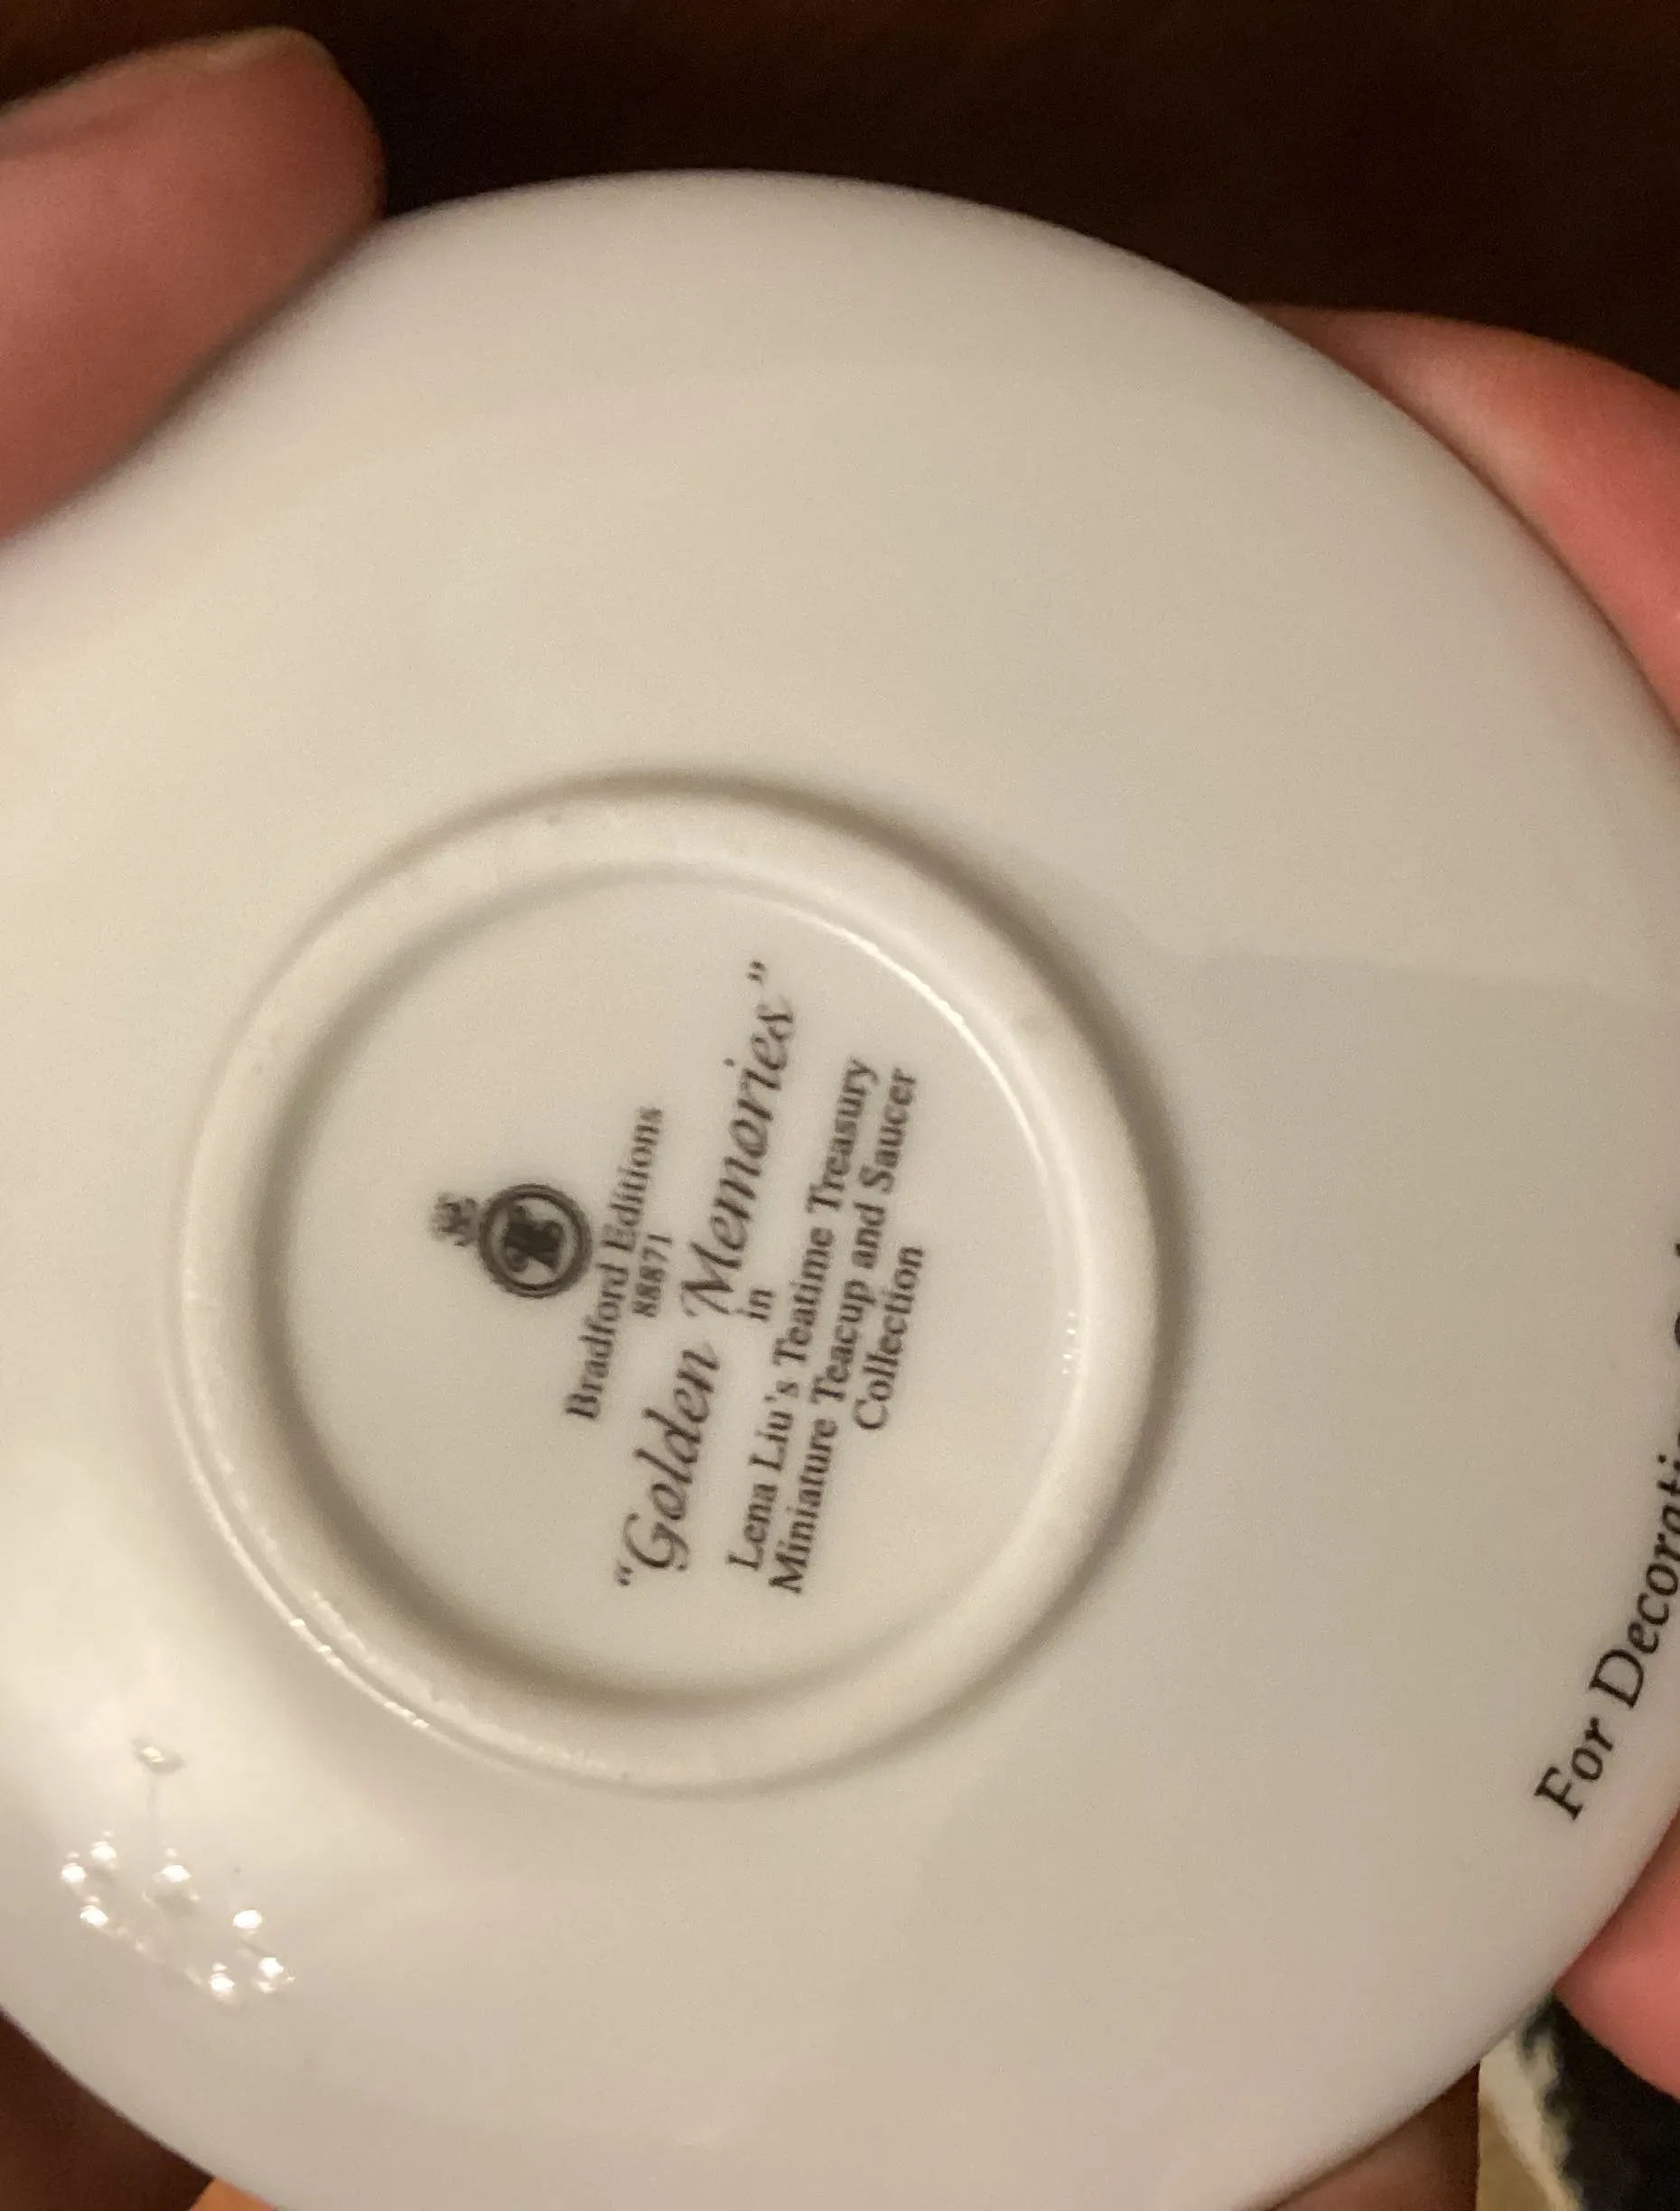 Bradford Editions
88871
"Golden Memories"
in
Lena Liu's Teatime Treasury
Miniature Teacup and Saucer
Collection
For